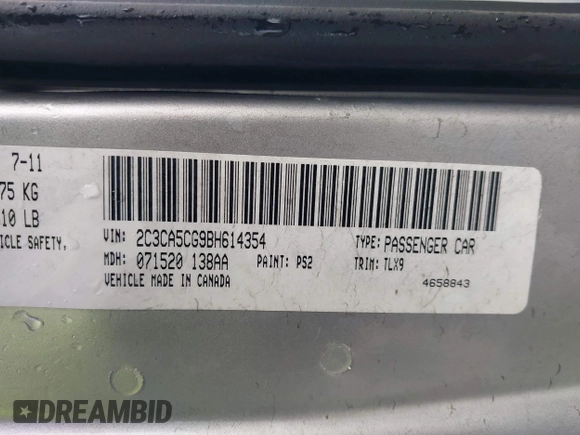 7-11
75 KG
10 LB
ICLE SAFETY,
VIN: 2C3CA5CG9BH614354
TYPE: PASSENGER CAR
MDH: 071520 138AA
PAINT: PS2
TRIM: TLX9
VEHICLE MADE IN CANADA
4658843
DREAMBID